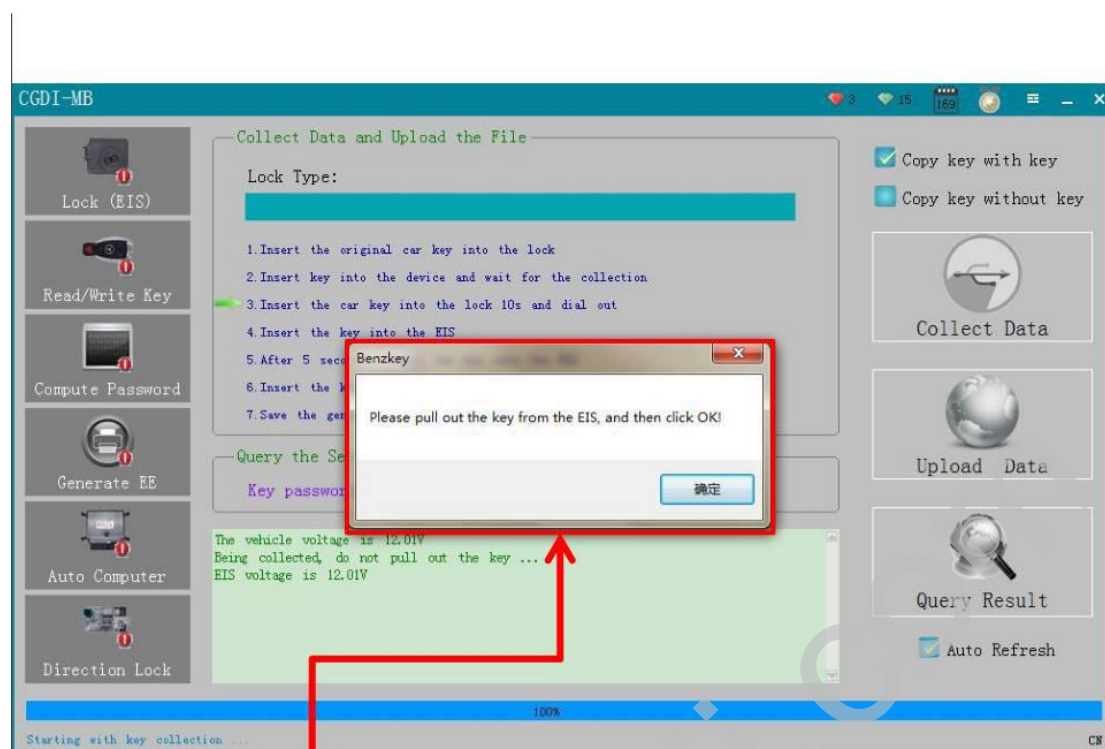 CGDI-MB
3
15
169
Lock (EIS)
Read/Write Key
Compute Password
Generate EE
Auto Computer
Direction Lock
Collect Data and Upload the File
Lock Type:
1.Insert the original car key into the lock
2.Insert key into the device and wait for the collection
3.Insert the car key into the lock 10s and dial out
4.Insert the key into the EIS
5.After 5
6.Insert the
7.Save the
Benzkey
Please pull out the key from the EIS, and then click OK!
确定
Query the
Key
The vehicle voltage is 12.01V
Being collected, do not pull out the key ...
EIS voltage is 12.01V
Copy key with key
Copy key without key
Collect Data
Upload Data
Query Result
Auto Refresh
100%
Starting with key collection ...
CN